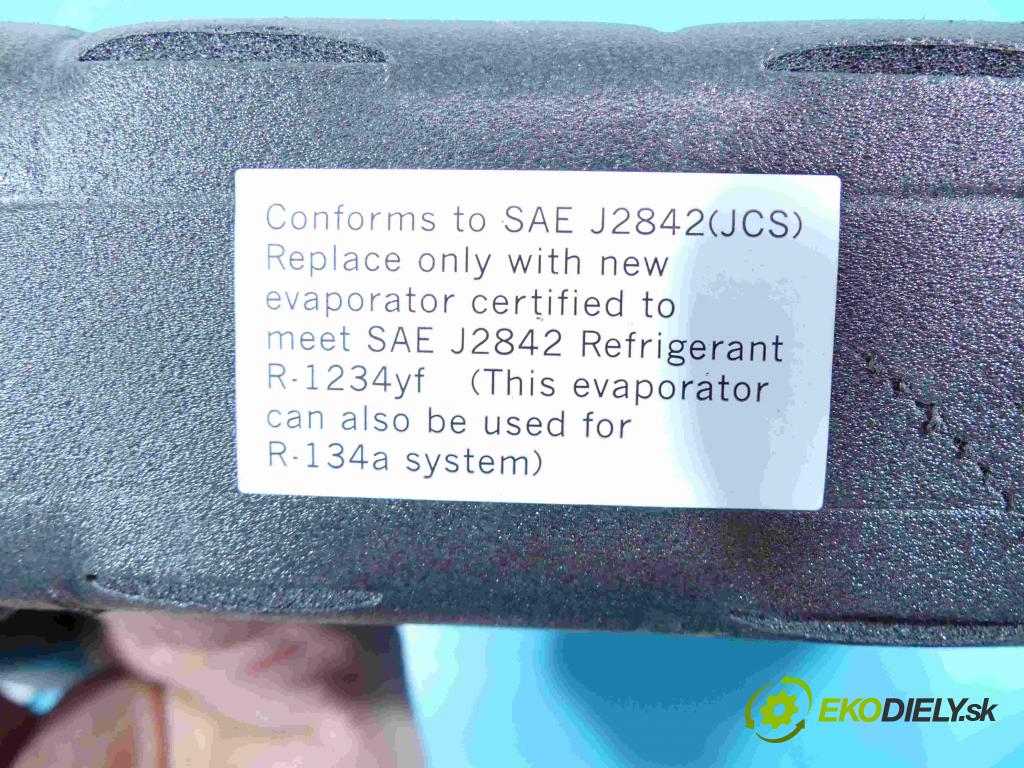 Conforms to SAE J2842(JCS)
Replace only with new
evaporator certified to
meet SAE J2842 Refrigerant
R-1234yf (This evaporator
can also be used for
R-134a system)
EKODIELY.sk